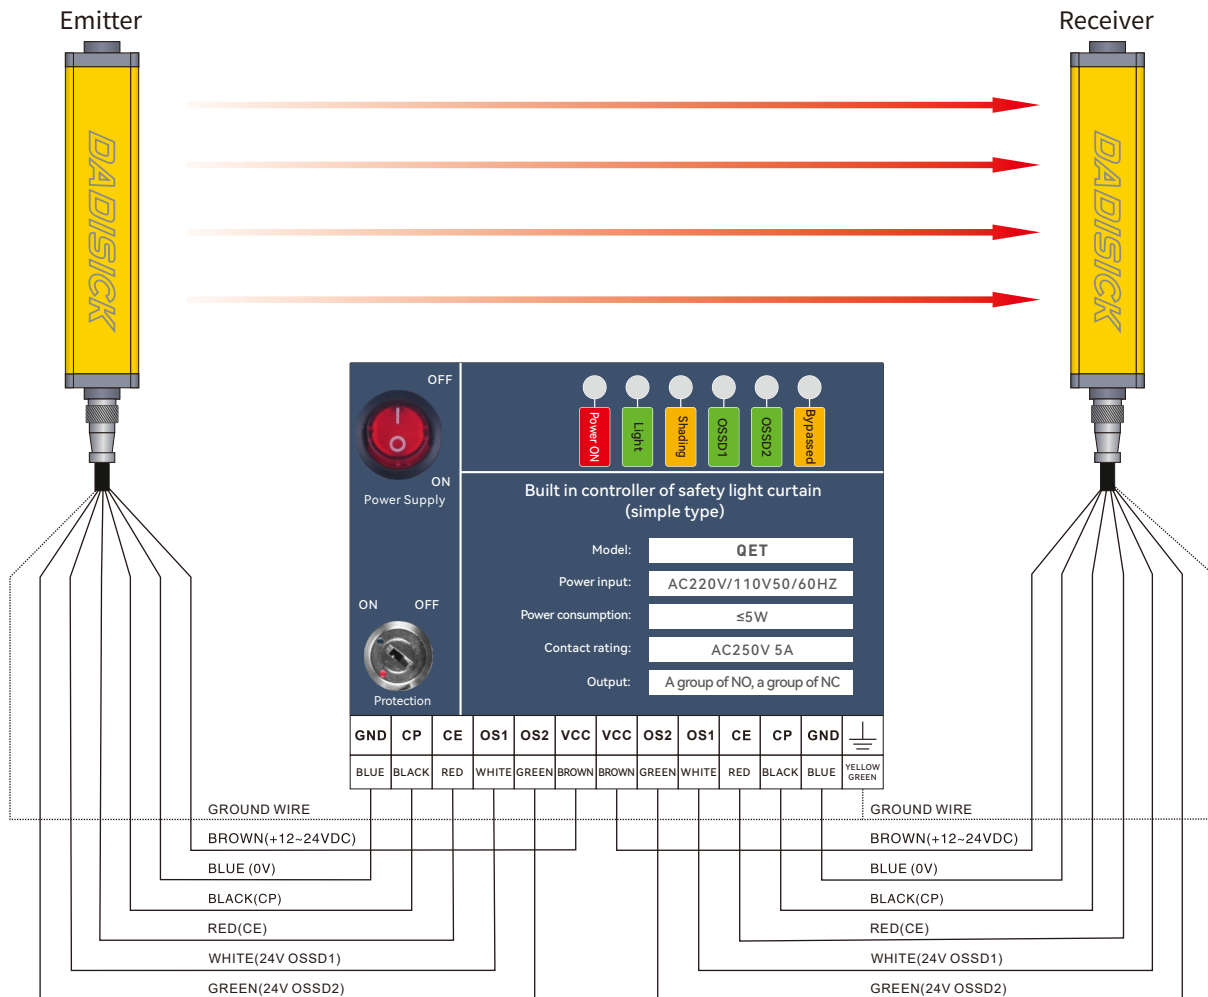 Emitter
Receiver
DADISICK
DADISICK
OFF
I
O
ON
Power Supply
Power ON
Light
Shading
OSSD1
OSSD2
Bypassed
Built in controller of safety light curtain
(simple type)
Model: QET
Power input: AC220V/110V50/60HZ
Power consumption: ≤5W
Contact rating: AC250V 5A
Output: A group of NO, a group of NC
ON OFF
Protection
GND CP CE OS1 OS2 VCC VCC OS2 OS1 CE CP GND
BLUE BLACK RED WHITE GREEN BROWN BROWN GREEN WHITE RED BLACK BLUE YELLOW
GREEN
GROUND WIRE
BROWN(+12~24VDC)
BLUE (0V)
BLACK(CP)
RED(CE)
WHITE(24V OSSD1)
GREEN(24V OSSD2)
GROUND WIRE
BROWN(+12~24VDC)
BLUE (0V)
BLACK(CP)
RED(CE)
WHITE(24V OSSD1)
GREEN(24V OSSD2)